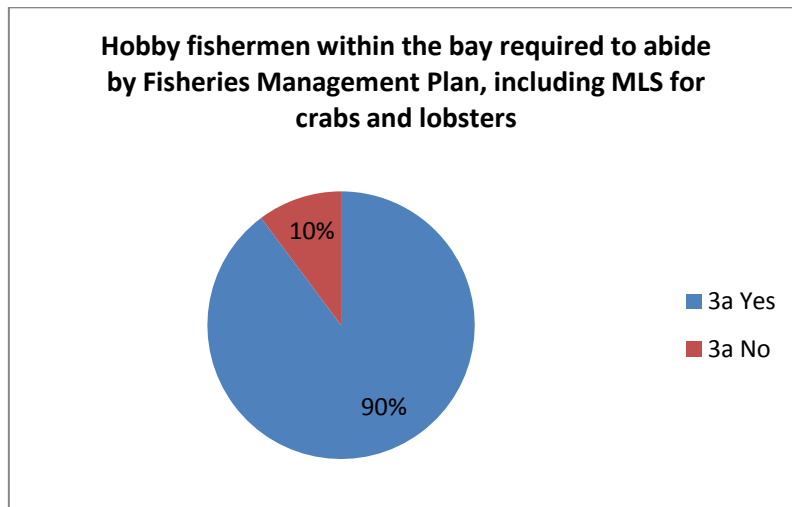 Hobby fishermen within the bay required to abide
by Fisheries Management Plan, including MLS for
crabs and lobsters
10%
3a Yes
3a No
90%